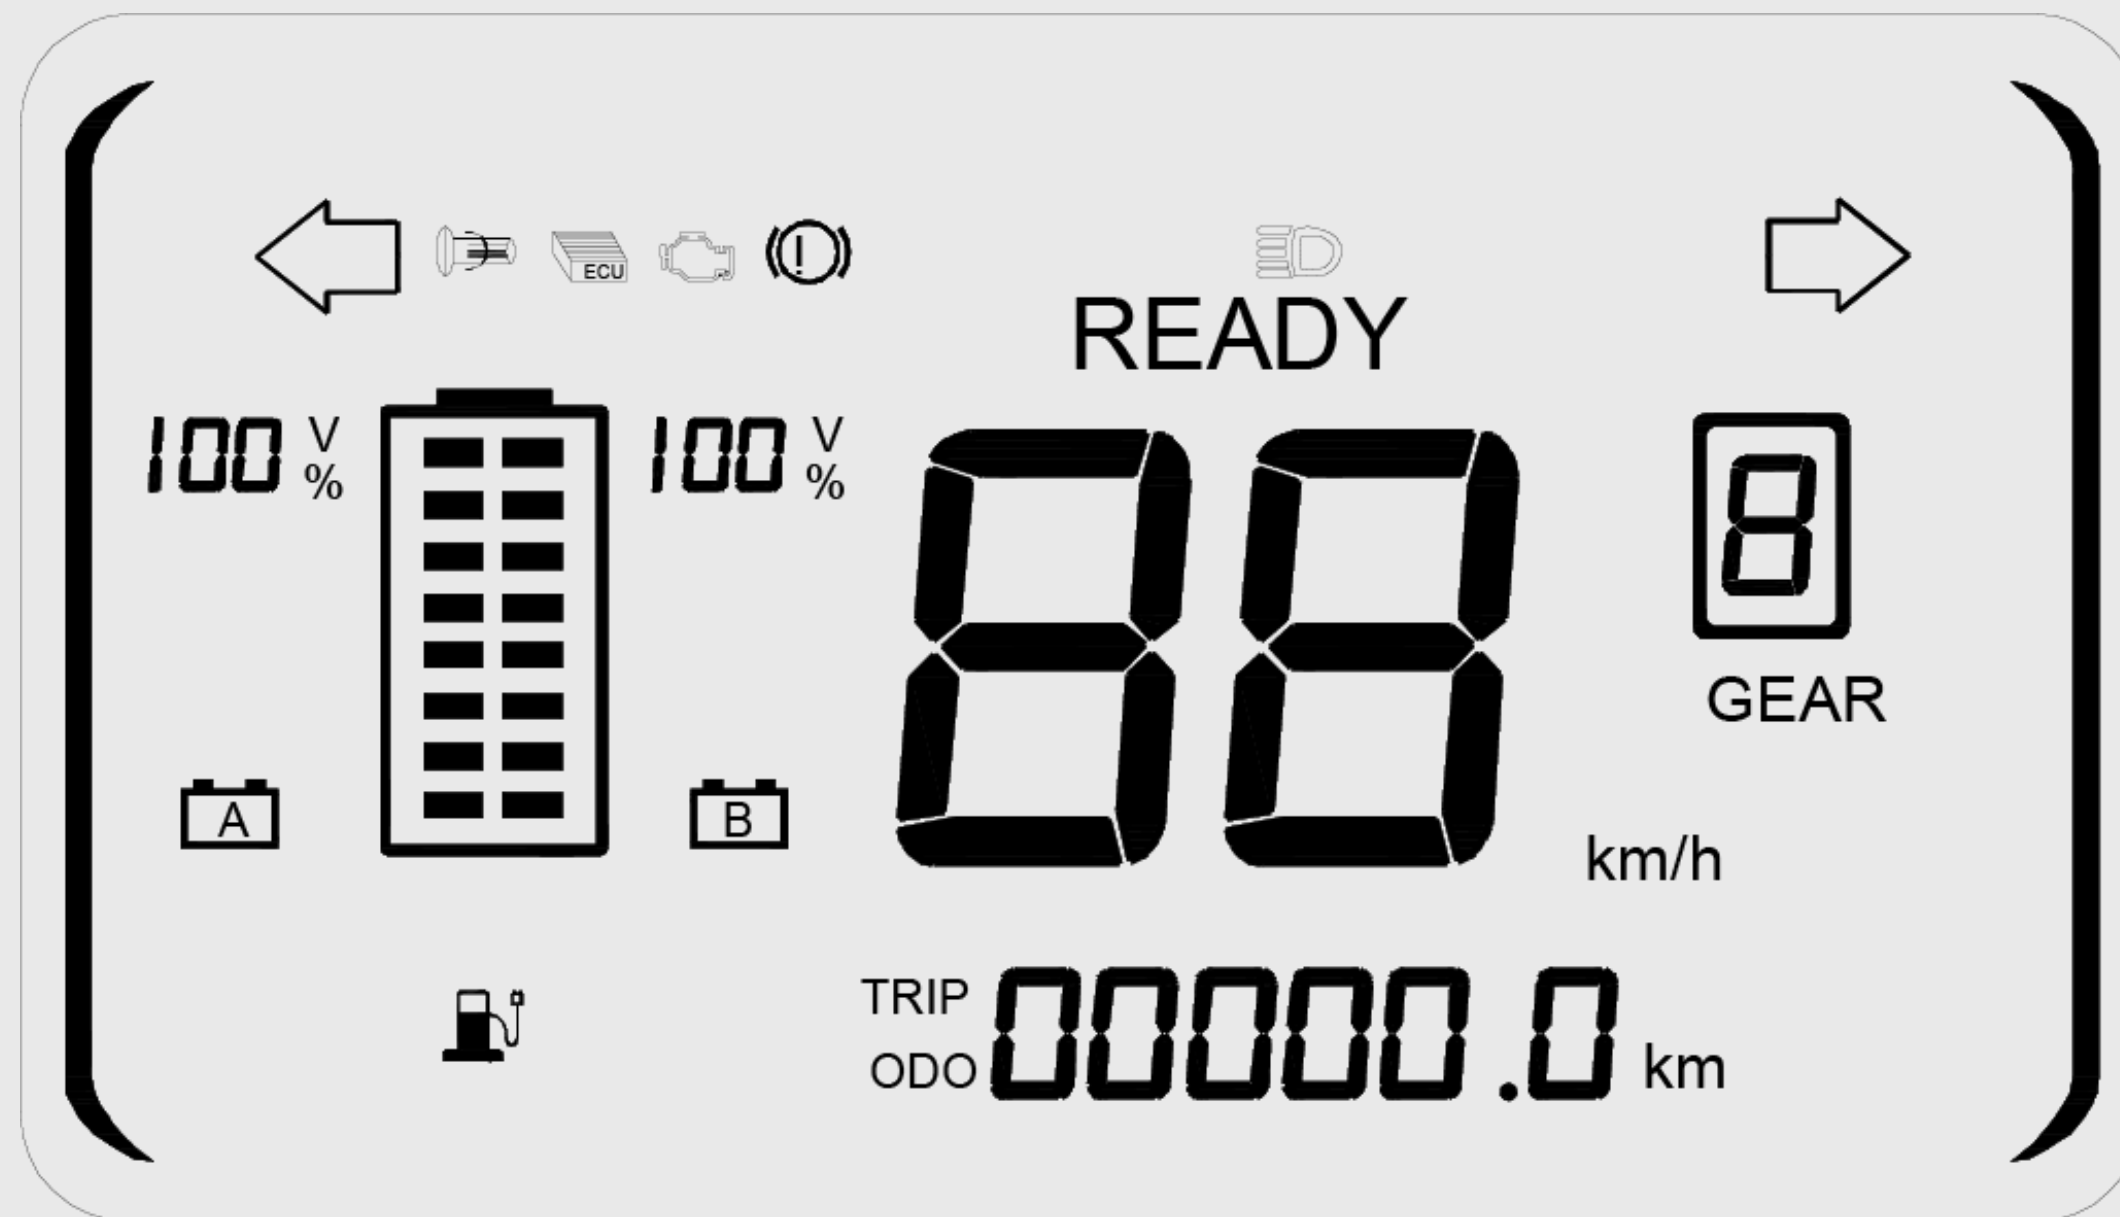 ECU
READY
100 V % 100 V %
88
8
GEAR
A B
km/h
TRIP
ODO 00000.0 km